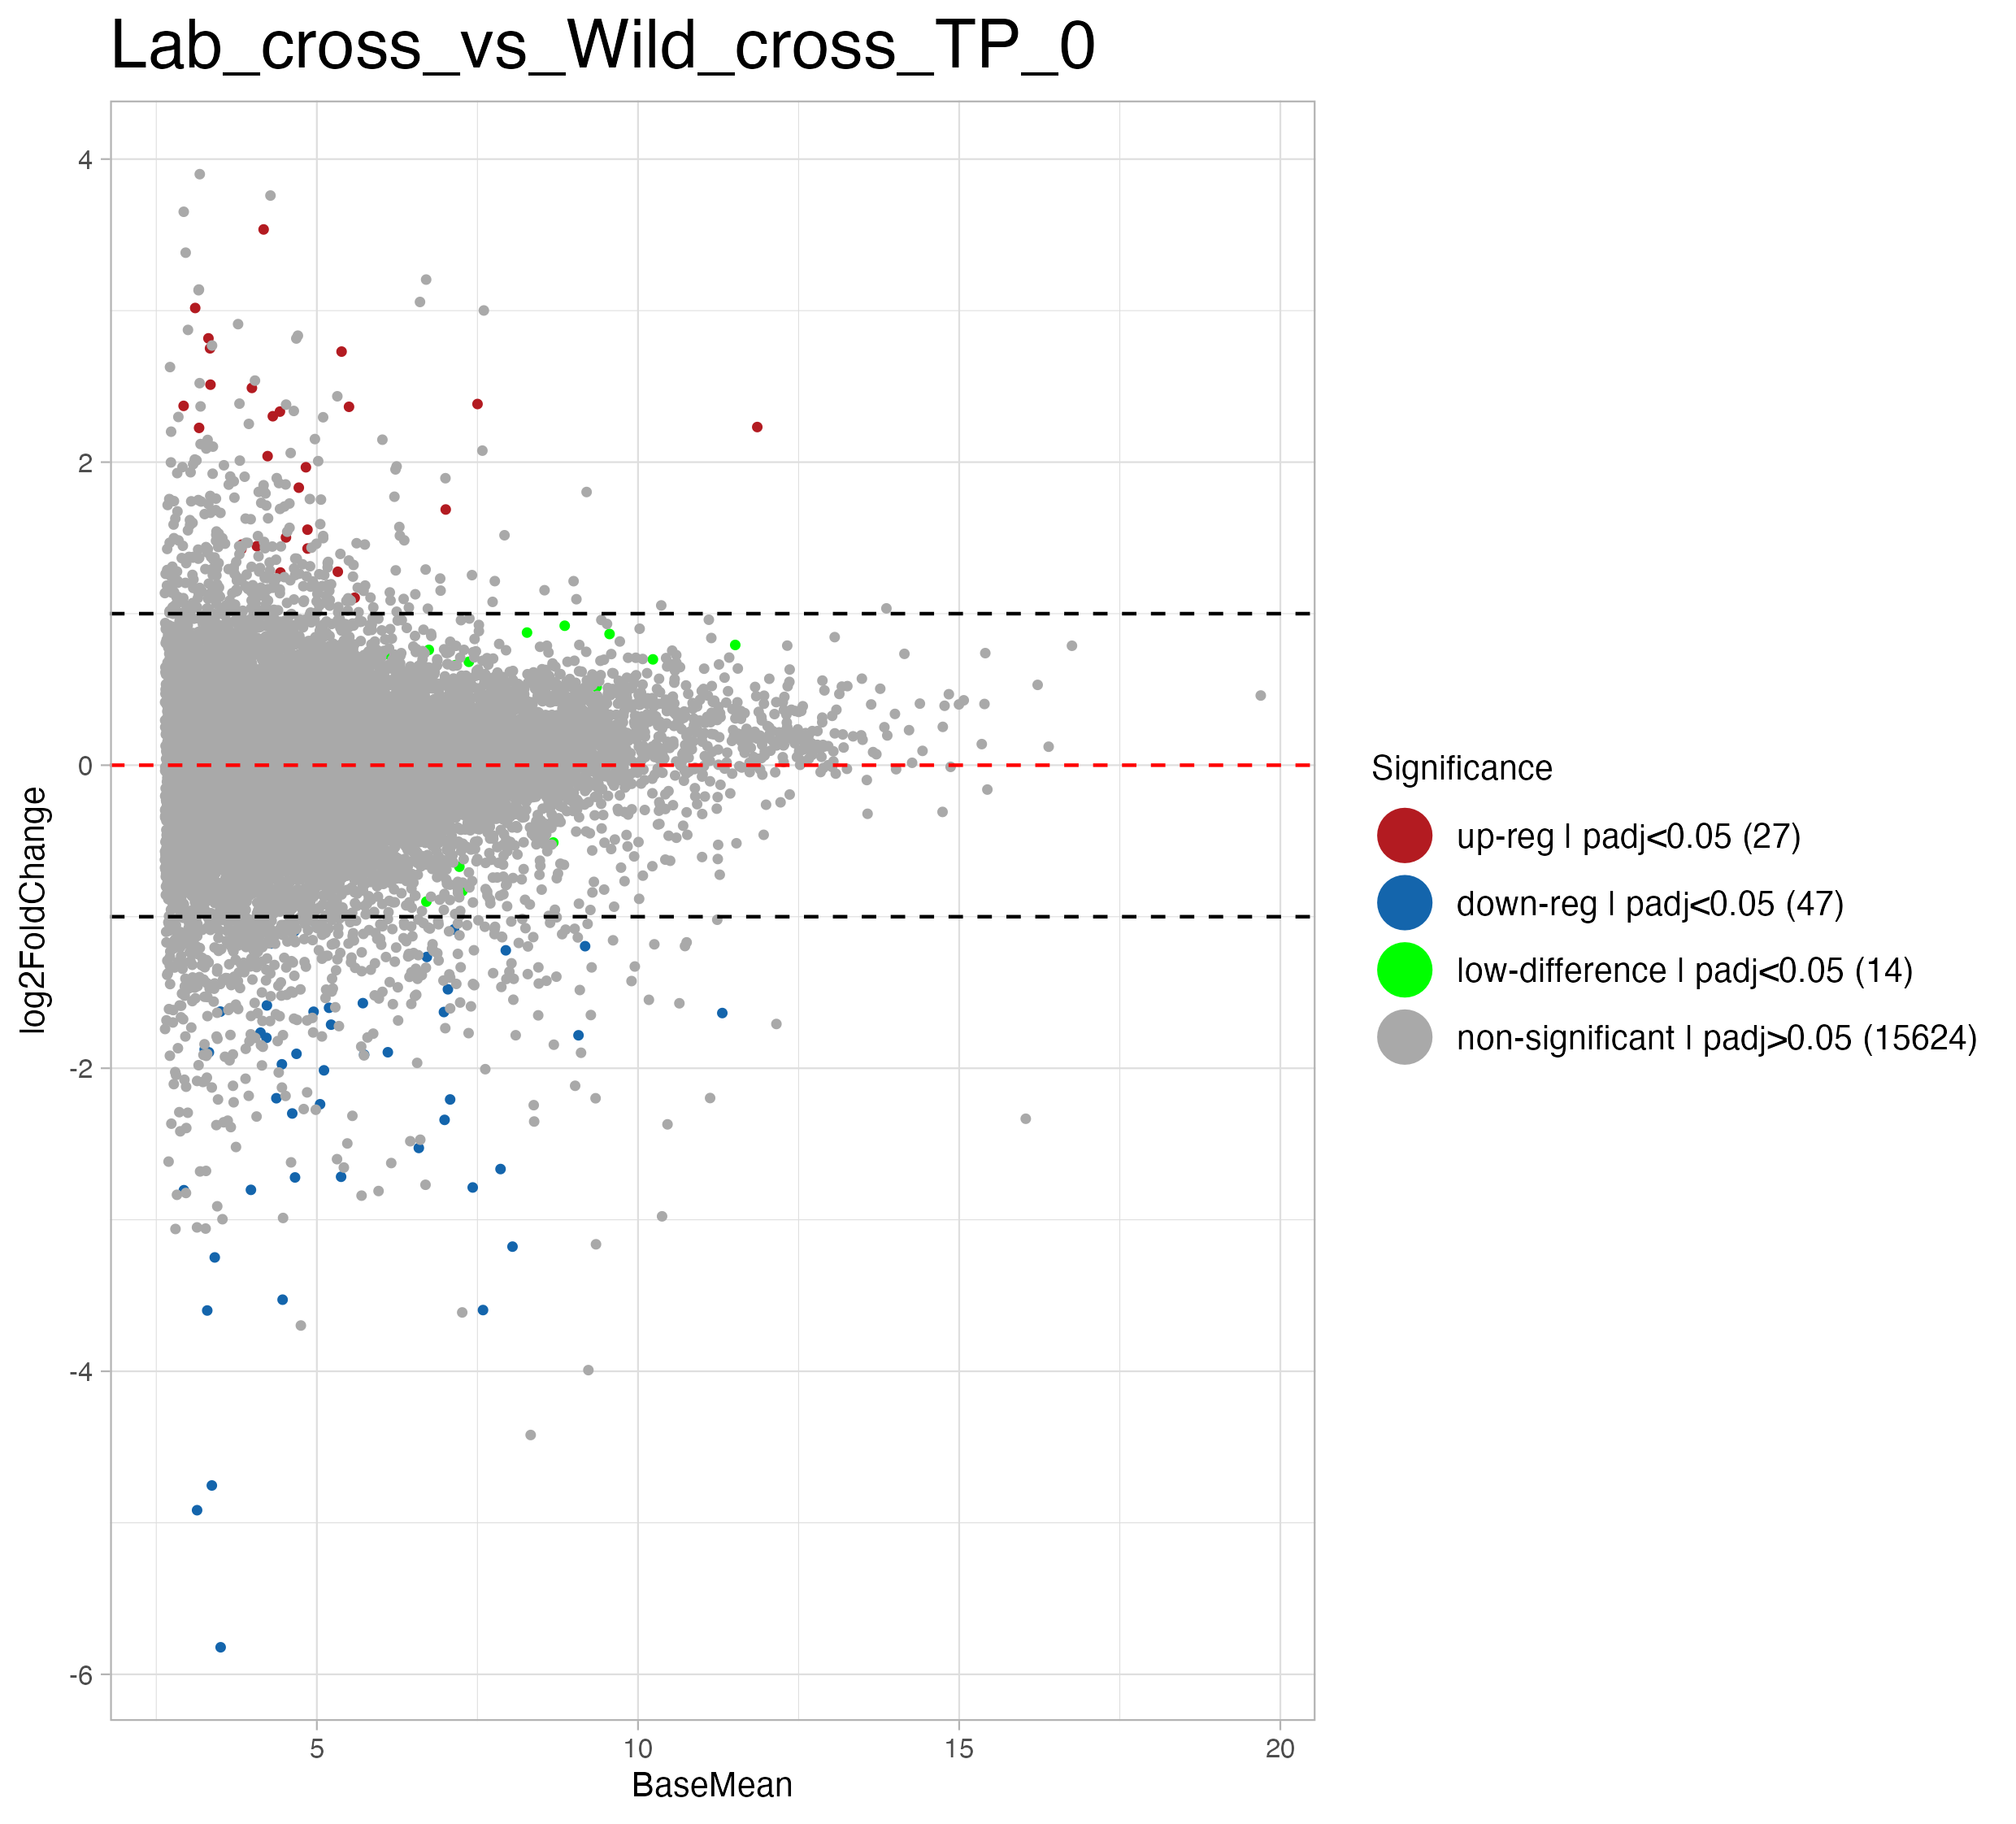 Lab_cross_vs_Wild_cross_TP_0
4
2
0
-2
-4
-6
log2FoldChange
5
10
15
20
BaseMean
Significance
up-reg | padj<0.05 (27)
down-reg | padj<0.05 (47)
low-difference | padj<0.05 (14)
non-significant | padj>0.05 (15624)